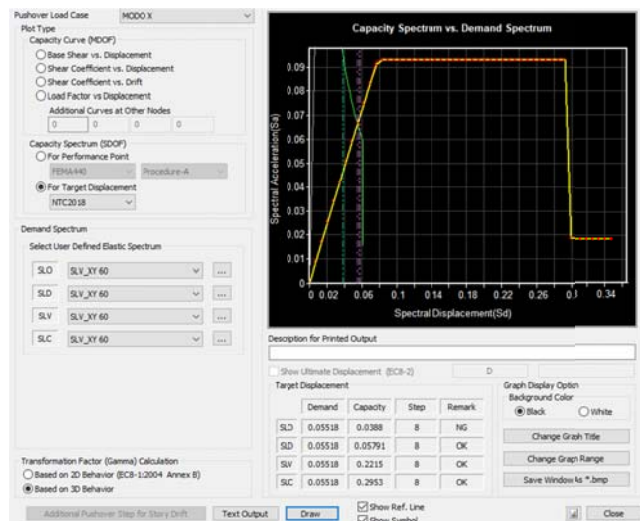 Pushover Load Case MODO X
Plot Type
Capacity Curve (MDOF)
Base Shear vs. Displacement
Shear Coefficient vs. Displacement
Shear Coefficient vs. Drift
Load Factor vs Displacement
Additional Curves at Other Nodes
0 0 0 0
Capacity Spectrum (SDOF)
For Performance Point
FEMA440 Procedure-A
For Target Displacement
NTC2018
Demand Spectrum
Select User Defined Elastic Spectrum
SLO SLV_XY 60 ...
SLD SLV_XY 60 ...
SLV SLV_XY 60 ...
SLC SLV_XY 60 ...
Transformation Factor (Gamma) Calculation
Based on 2D Behavior (EC8-1:2004 Annex B)
Based on 3D Behavior
Additional Pushover Step for Story Drift
Text Output
Draw
Show Ref. Line
Show Symbol
Close
Capacity Spectrum vs. Demand Spectrum
Spectral Acceleration(Sa)
0.09
0.08
0.07
0.06
0.05
0.04
0.03
0.02
0.01
0
0 0.02 0.06 0.1 0.14 0.18 0.22 0.26 0.3 0.34
Spectral Displacement(Sd)
Description for Printed Output
Show Ultimate Displacement (EC8-2) D
Target Displacement
Demand Capacity Step Remark
SLO 0.05518 0.0388 8 NG
SLD 0.05518 0.05791 8 OK
SLV 0.05518 0.2215 8 OK
SLC 0.05518 0.2953 8 OK
Graph Display Option
Background Color
Black White
Change Graph Title
Change Graph Range
Save Window As *.bmp